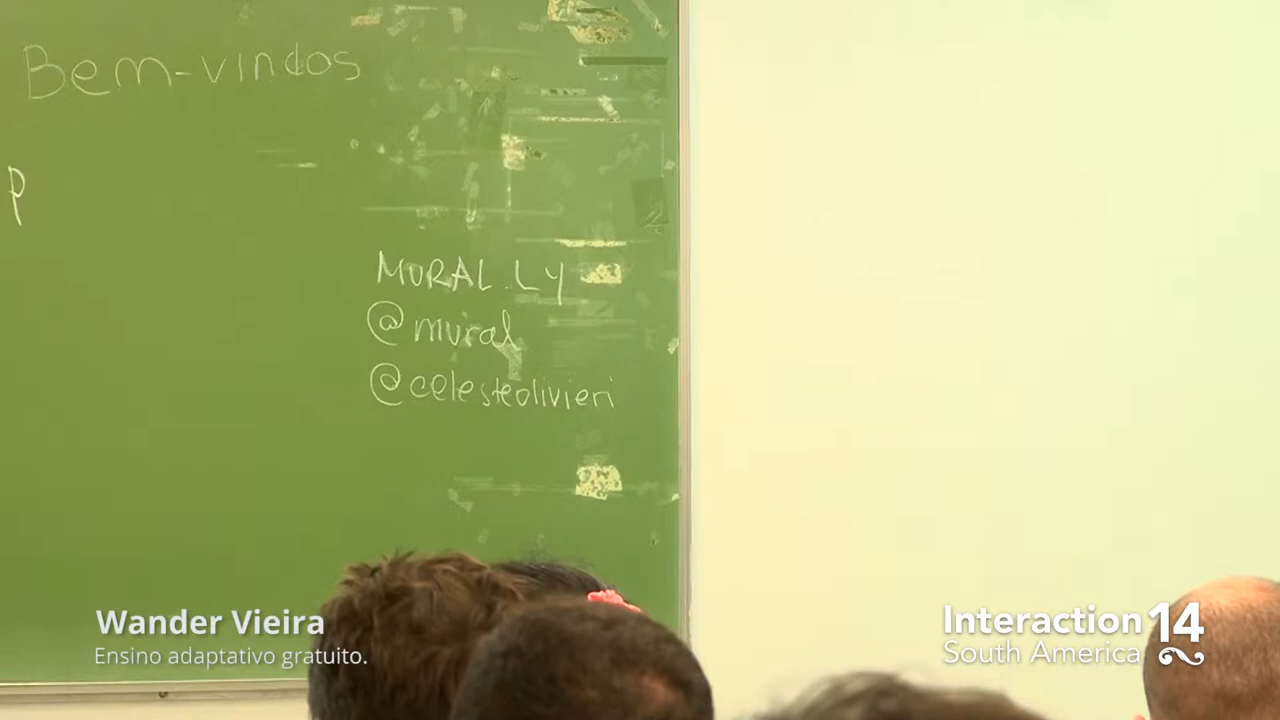 Bem-vindos
p
MURAL.LY
@mural
@celesteolivieri
Wander Vieira
Ensino adaptativo gratuito.
Interaction 14
South America